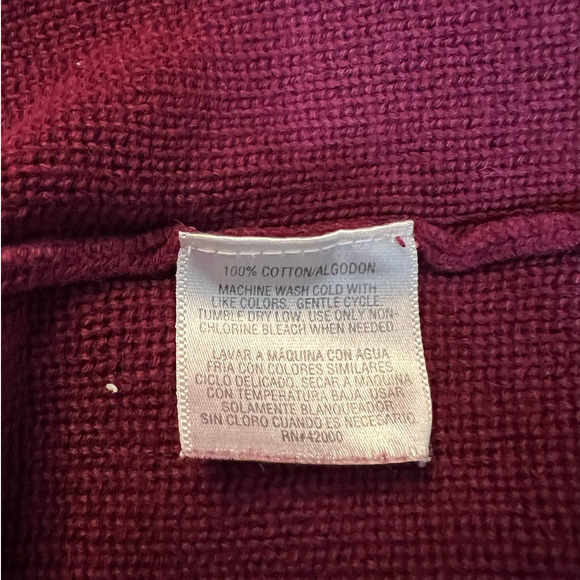 100% COTTON/ALGODON
MACHINE WASH COLD WITH
LIKE COLORS. GENTLE CYCLE.
TUMBLE DRY LOW. USE ONLY NON-
CHLORINE BLEACH WHEN NEEDED.
LAVAR A MÁQUINA CON AGUA
FRIA CON COLORES SIMILARES.
CICLO DELICADO. SECAR A MÁQUINA
CON TEMPERATURA BAJA. USAR
SOLAMENTE BLANQUEADOR
SIN CLORO CUANDO ES NECESARIO.
RN#42000